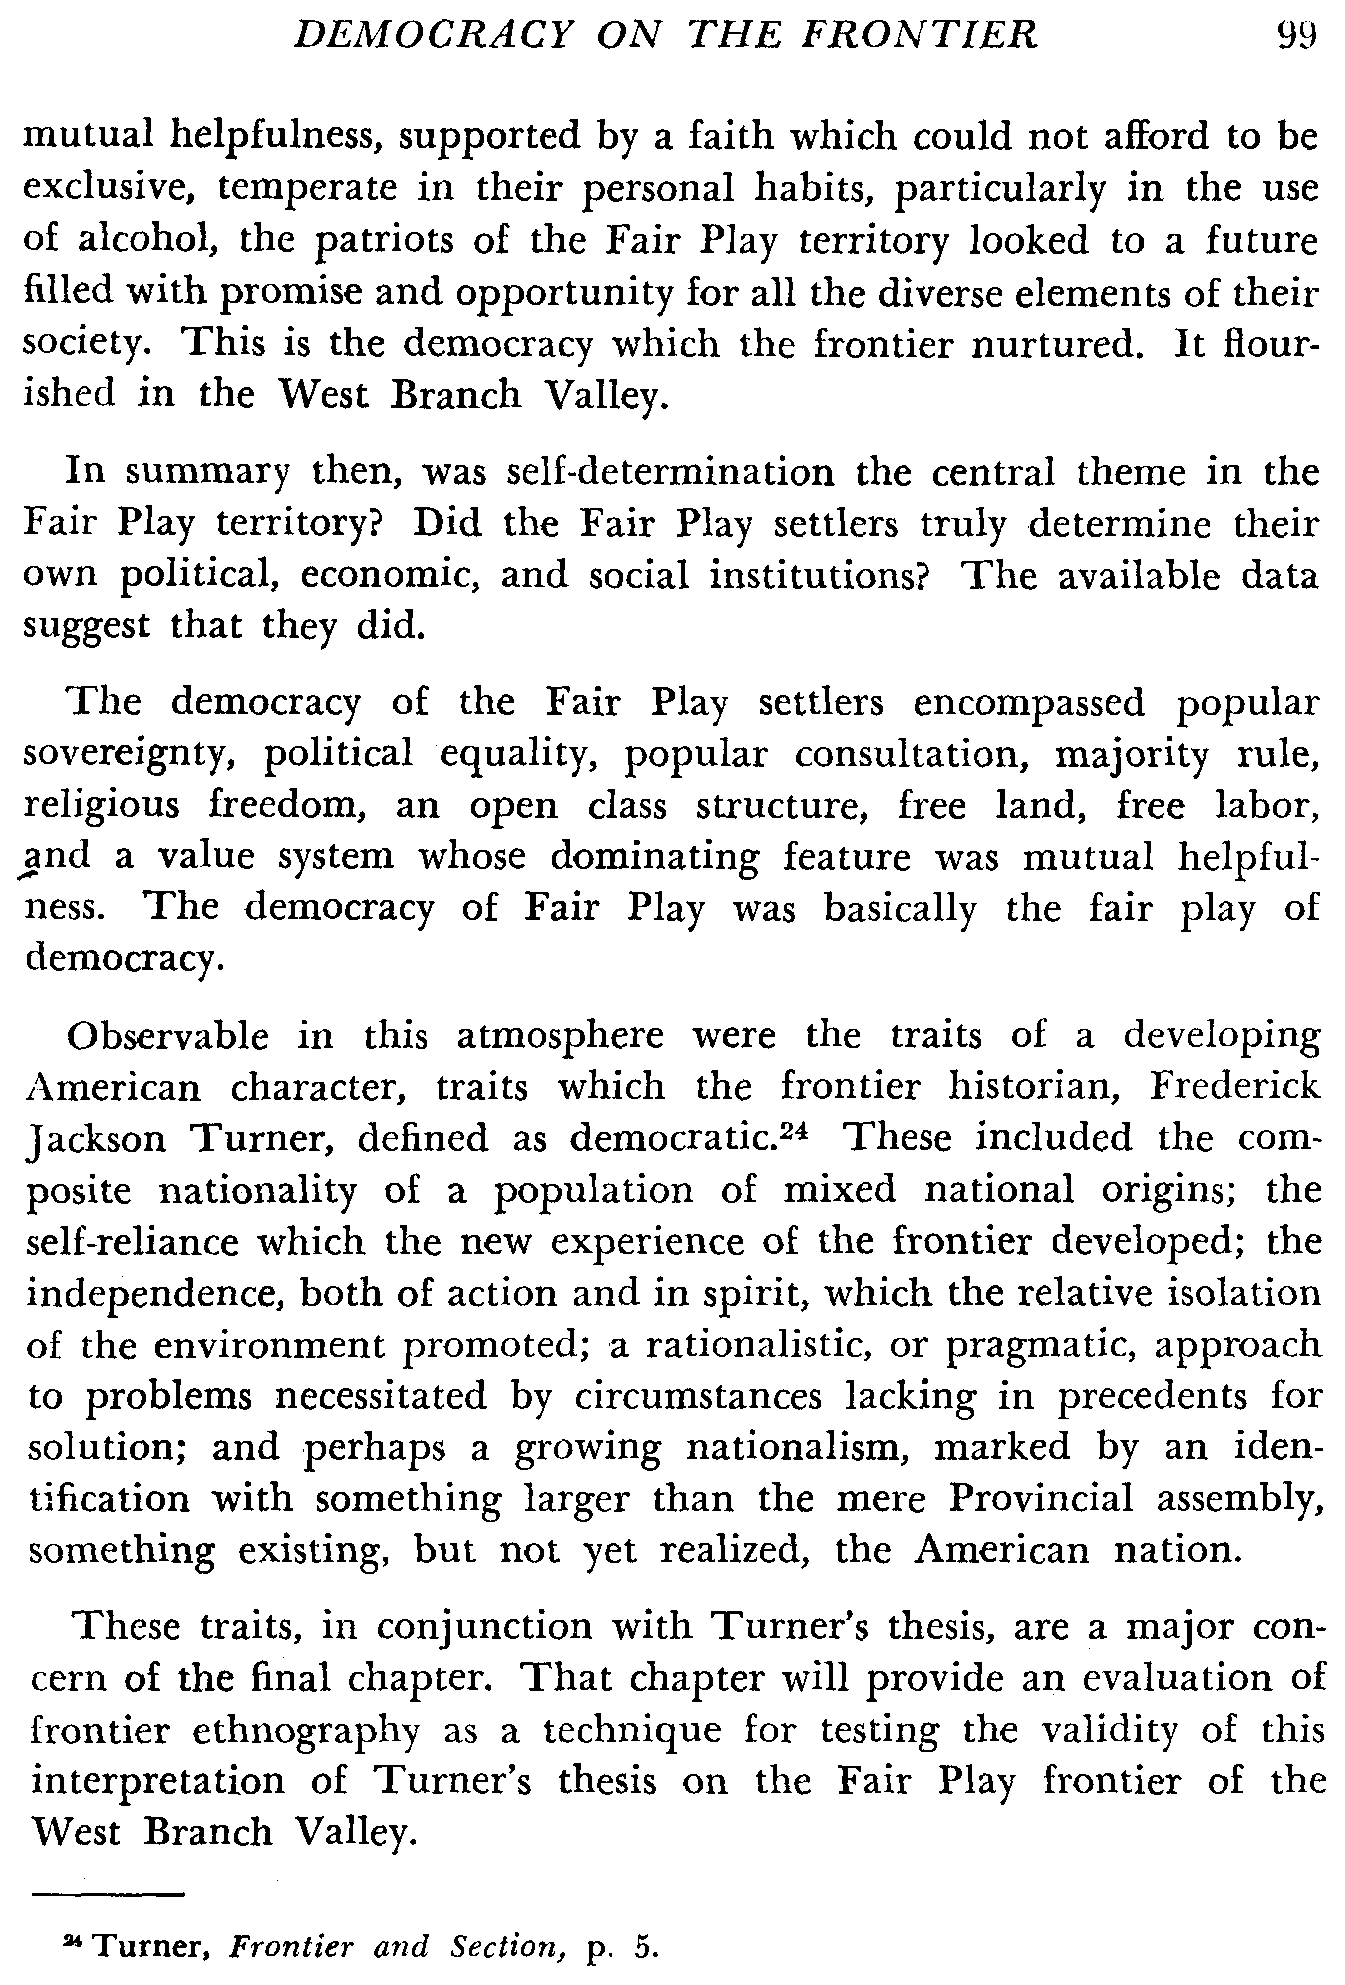 DEMOCRACY ON THE FRONTIER 99
mutual helpfulness, supported by a faith which could not afford to be
exclusive, temperate in their personal habits, particularly in the use
of alcohol, the patriots of the Fair Play territory looked to a future
filled with promise and opportunity for all the diverse elements of their
society. This is the democracy which the frontier nurtured. It flour-
ished in the West Branch Valley.
In summary then, was self-determination the central theme in the
Fair Play territory? Did the Fair Play settlers truly determine their
own political, economic, and social institutions? The available data
suggest that they did.
The democracy of the Fair Play settlers encompassed popular
sovereignty, political equality, popular consultation, majority rule,
religious freedom, an open class structure, free land, free labor,
and a value system whose dominating feature was mutual helpful-
ness. The democracy of Fair Play was basically the fair play of
democracy.
Observable in this atmosphere were the traits of a developing
American character, traits which the frontier historian, Frederick
Jackson Turner, defined as democratic.²⁴ These included the com-
posite nationality of a population of mixed national origins; the
self-reliance which the new experience of the frontier developed; the
independence, both of action and in spirit, which the relative isolation
of the environment promoted; a rationalistic, or pragmatic, approach
to problems necessitated by circumstances lacking in precedents for
solution; and perhaps a growing nationalism, marked by an iden-
tification with something larger than the mere Provincial assembly,
something existing, but not yet realized, the American nation.
These traits, in conjunction with Turner's thesis, are a major con-
cern of the final chapter. That chapter will provide an evaluation of
frontier ethnography as a technique for testing the validity of this
interpretation of Turner's thesis on the Fair Play frontier of the
West Branch Valley.
²⁴ Turner, Frontier and Section, p. 5.